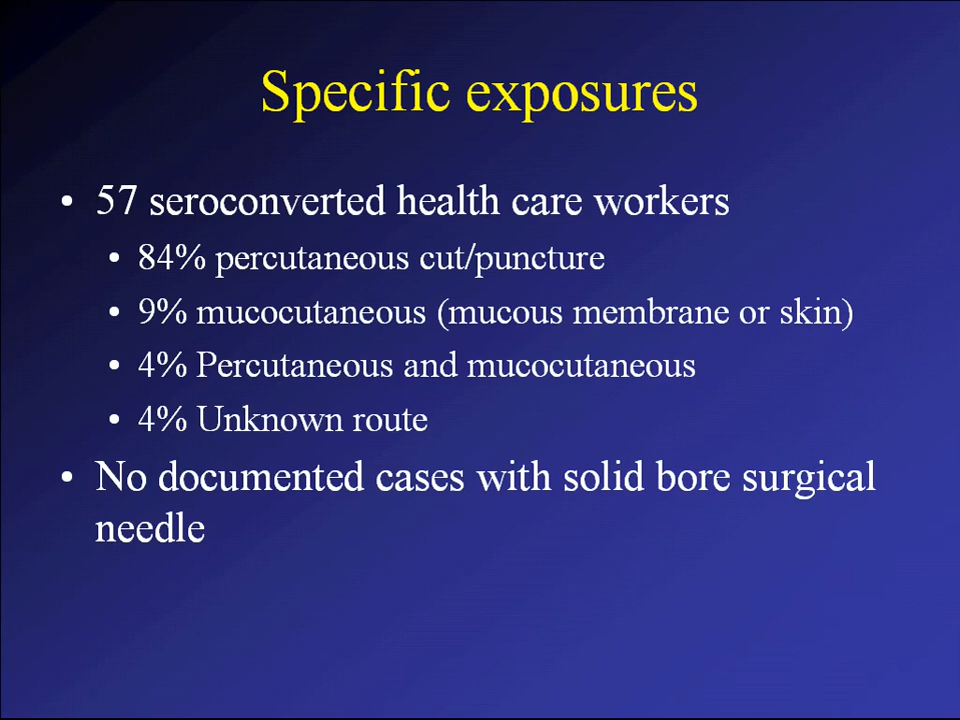 Specific exposures
• 57 seroconverted health care workers
• 84% percutaneous cut/puncture
• 9% mucocutaneous (mucous membrane or skin)
• 4% Percutaneous and mucocutaneous
• 4% Unknown route
• No documented cases with solid bore surgical
needle